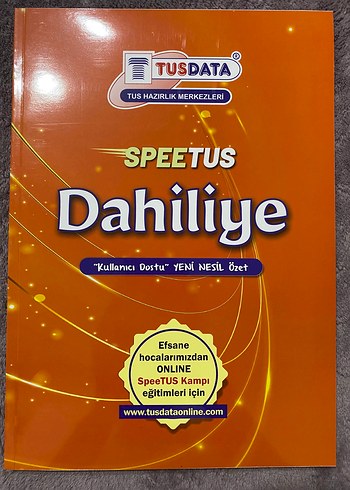 TUSDATA®
TUS HAZIRLIK MERKEZLERİ
SPEETUS
Dahiliye
"Kullanıcı Dostu" YENİ NESİL Özet
Efsane
hocalarımızdan
ONLINE
SpeeTUS Kampı
eğitimleri için
www.tusdataonline.com